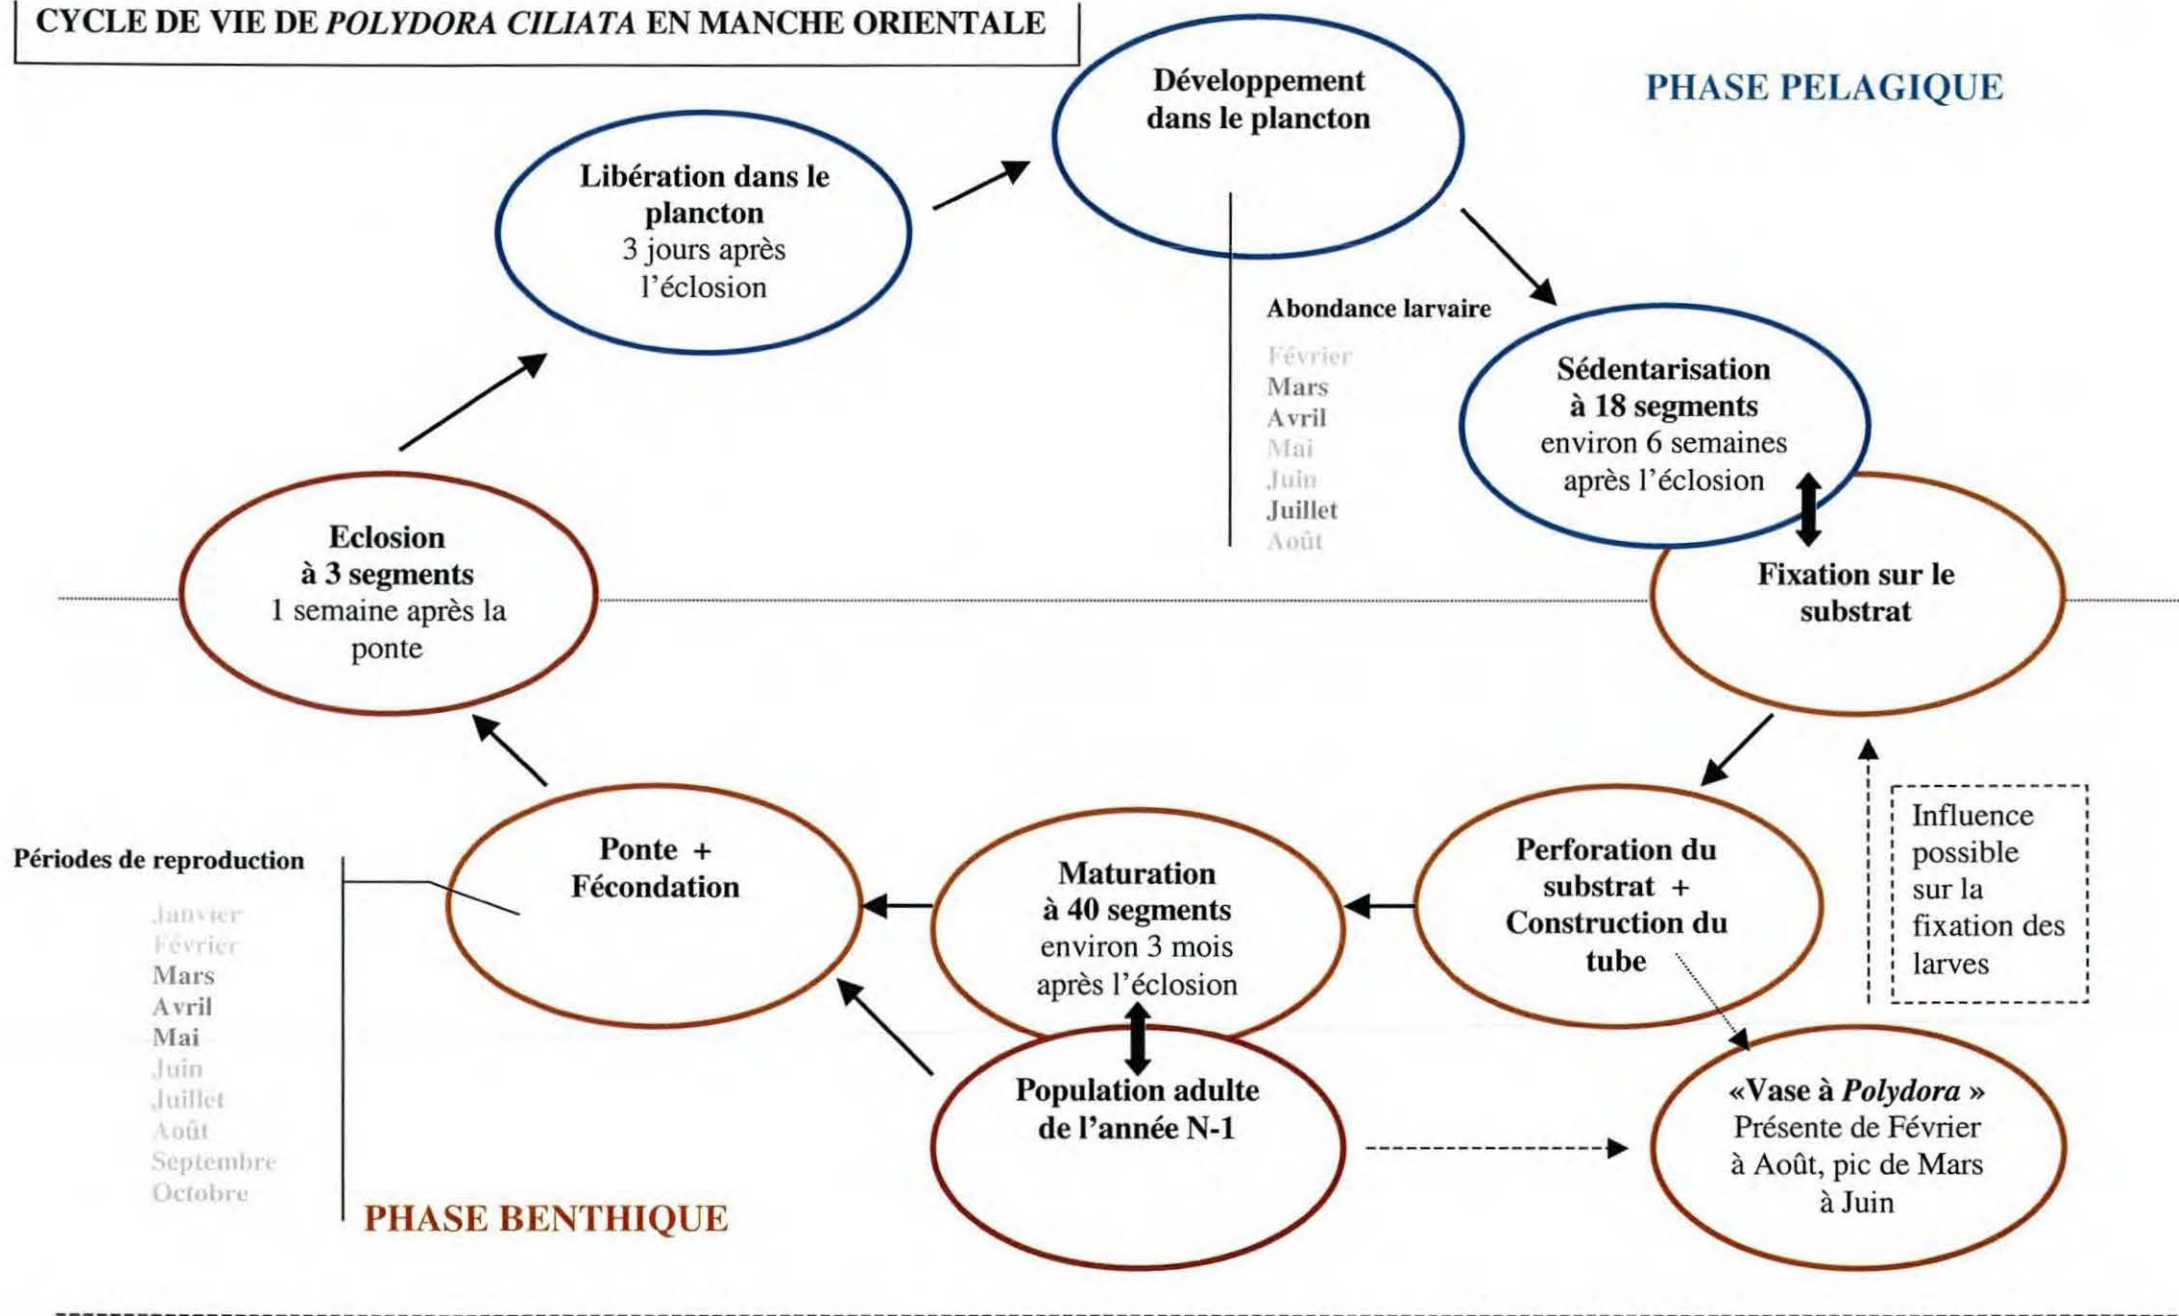 CYCLE DE VIE DE POLYDORA CILIATA EN MANCHE ORIENTALE
PHASE PELAGIQUE
Développement
dans le plancton
Libération dans le
plancton
3 jours après
l'éclosion
Abondance larvaire
Février
Mars
Avril
Mai
Juin
Juillet
Août
Sédentarisation
à 18 segments
environ 6 semaines
après l'éclosion
Eclosion
à 3 segments
1 semaine après la
ponte
Fixation sur le
substrat
Influence
possible
sur la
fixation des
larves
Perforation du
substrat +
Construction du
tube
Maturation
à 40 segments
environ 3 mois
après l'éclosion
Ponte +
Fécondation
Périodes de reproduction
Janvier
Février
Mars
Avril
Mai
Juin
Juillet
Août
Septembre
Octobre
Population adulte
de l'année N-1
«Vase à Polydora »
Présente de Février
à Août, pic de Mars
à Juin
PHASE BENTHIQUE